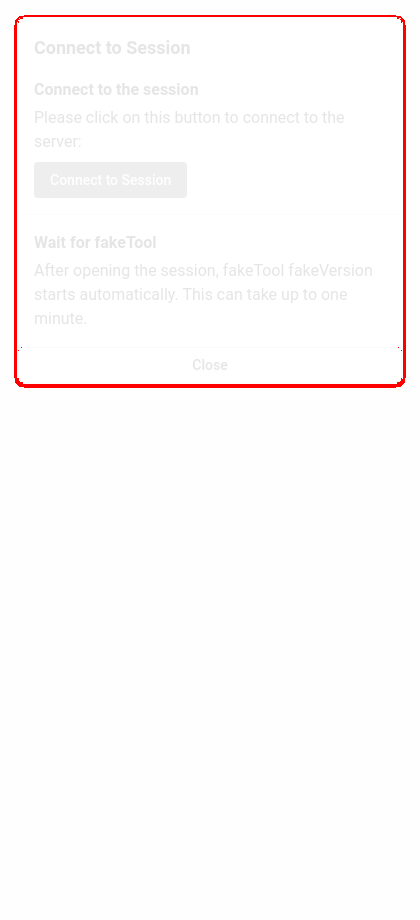 Connect to Session
Connect to the session
Please click on this button to connect to the
server:
Connect to Session
Wait for fakeTool
After opening the session, fakeTool fakeVersion
starts automatically. This can take up to one
minute.
Close